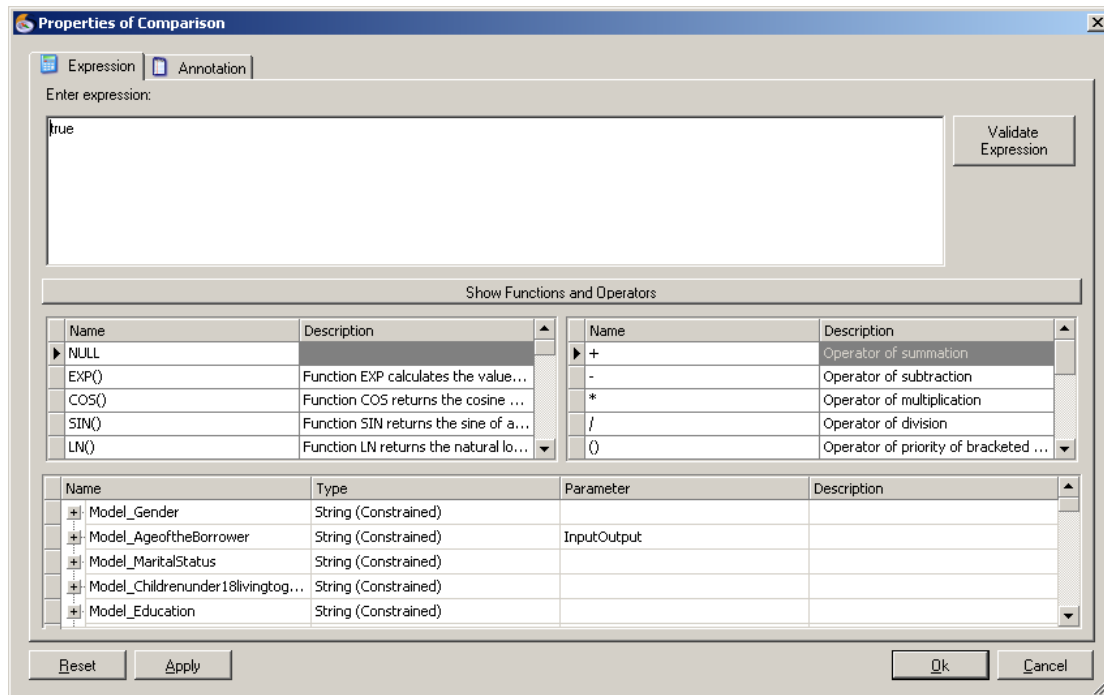 Properties of Comparison
Expression Annotation
Enter expression:
true
Validate
Expression
Show Functions and Operators
Name Description
NULL
EXP() Function EXP calculates the value...
COS() Function COS returns the cosine ...
SIN() Function SIN returns the sine of a...
LN() Function LN returns the natural lo...
Name Description
+ Operator of summation
- Operator of subtraction
* Operator of multiplication
/ Operator of division
() Operator of priority of bracketed ...
Name Type Parameter Description
Model_Gender String (Constrained)
Model_AgeoftheBorrower String (Constrained) InputOutput
Model_MaritalStatus String (Constrained)
Model_Childrenunder18livingtog... String (Constrained)
Model_Education String (Constrained)
Reset Apply Ok Cancel